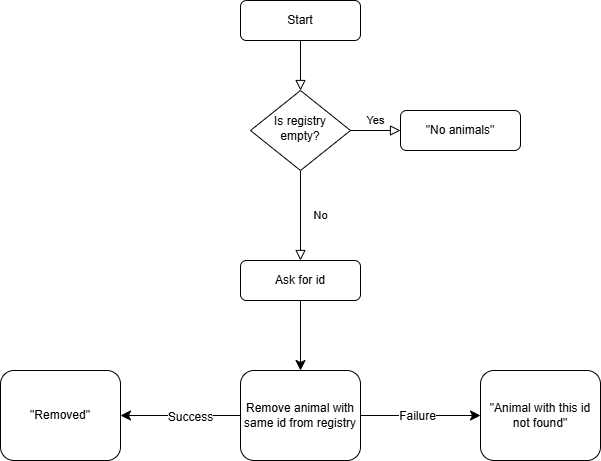 Start
Is registry
empty?
Yes
"No animals"
No
Ask for id
"Removed"
Success
Remove animal with
same id from registry
Failure
"Animal with this id
not found"